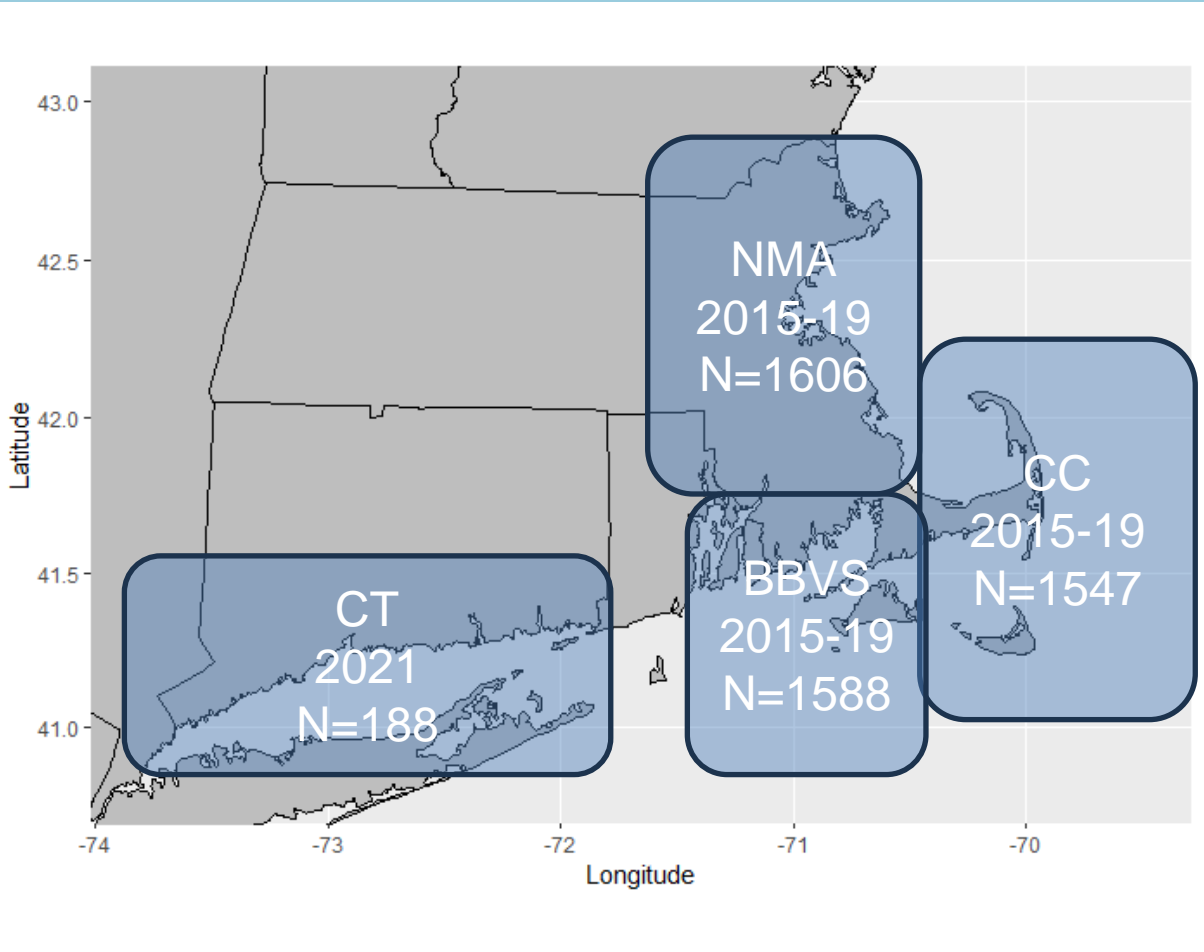 43.0
42.5
42.0
41.5
41.0
Latitude
NMA
2015-19
N=1606
CC
2015-19
N=1547
BBVS
2015-19
N=1588
CT
2021
N=188
-74
-73
-72
-71
-70
Longitude